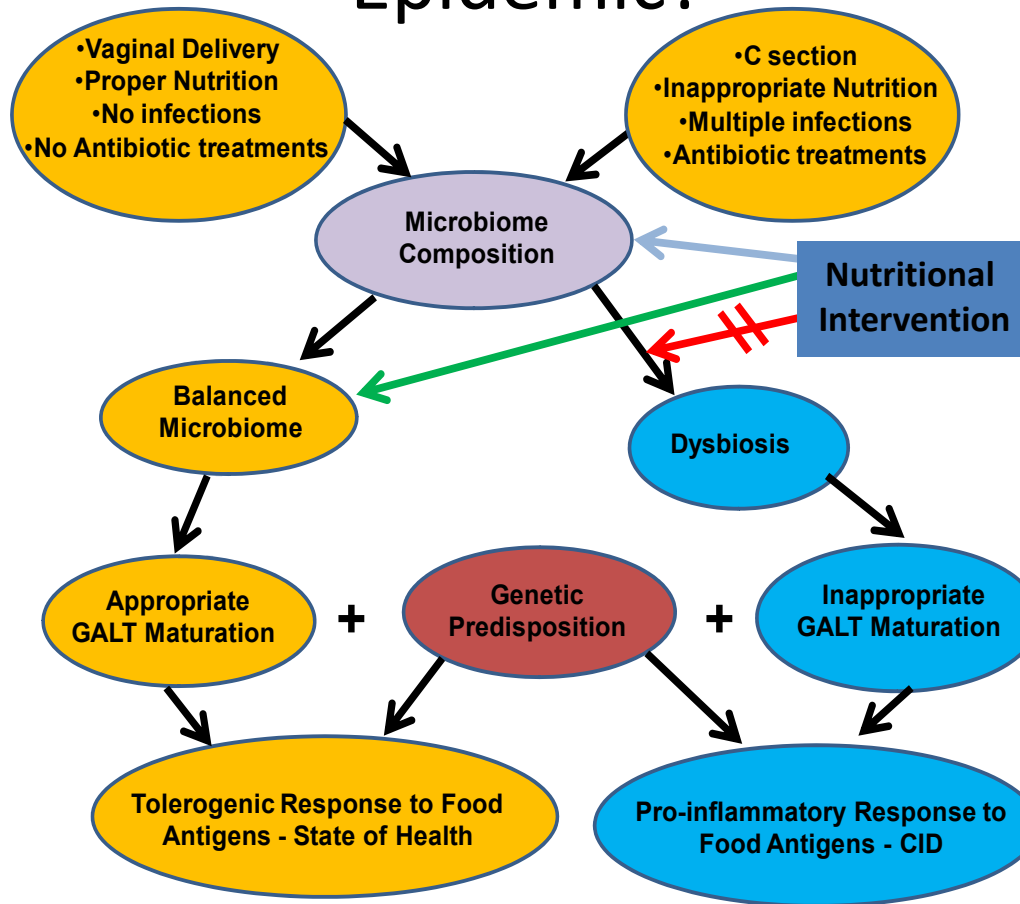 Epidemic?
•Vaginal Delivery
•Proper Nutrition
•No infections
•No Antibiotic treatments
•C section
•Inappropriate Nutrition
•Multiple infections
•Antibiotic treatments
Microbiome
Composition
Nutritional
Intervention
Balanced
Microbiome
Dysbiosis
Appropriate
GALT Maturation
+
Genetic
Predisposition
+
Inappropriate
GALT Maturation
Tolerogenic Response to Food
Antigens - State of Health
Pro-inflammatory Response to
Food Antigens - CID